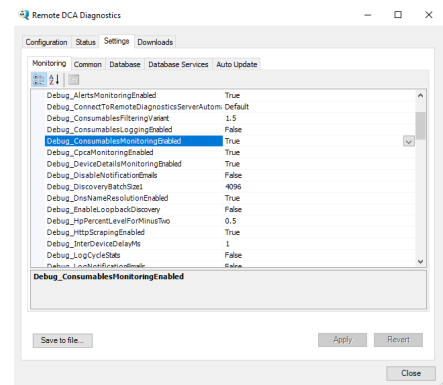 Remote DCA Diagnostics
Configuration Status Settings Downloads
Monitoring Common Database Database Services Auto Update
Debug_AlertsMonitoringEnabled True
Debug_ConnectToRemoteDiagnosticsServerAutom Default
Debug_ConsumablesFilteringVariant 1.5
Debug_ConsumablesLoggingEnabled False
Debug_ConsumablesMonitoringEnabled True
Debug_CpcaMonitoringEnabled True
Debug_DeviceDetailsMonitoringEnabled True
Debug_DisableNotificationEmails False
Debug_DiscoveryBatchSize1 4096
Debug_DnsNameResolutionEnabled True
Debug_EnableLoopbackDiscovery False
Debug_HpPercentLevelForMinusTwo 0.5
Debug_HttpScrapingEnabled True
Debug_InterDeviceDelayMs 1
Debug_LogCycleStats False
Debug_LogNotificationEmails False
Debug_ConsumablesMonitoringEnabled
Save to file... Apply Revert
Close